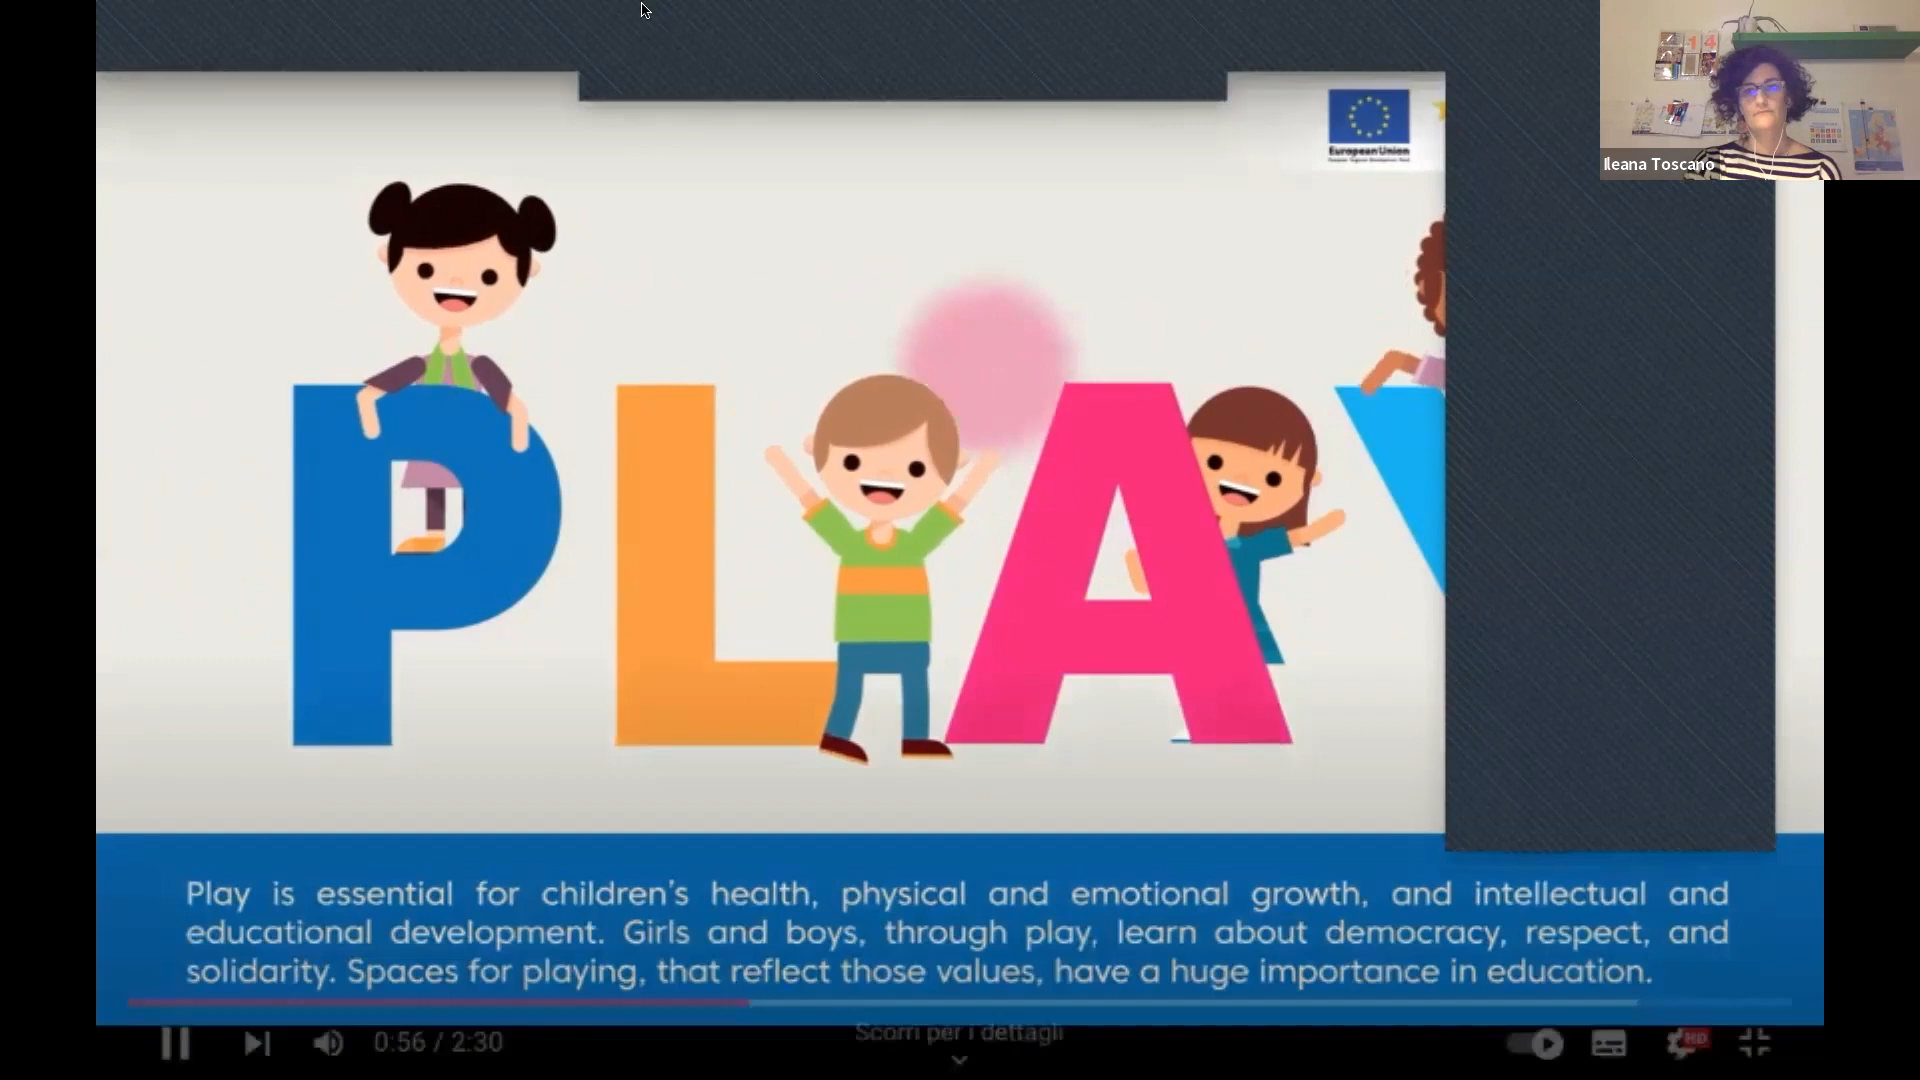 European Union
Ileana Toscano
PLAY
Play is essential for children's health, physical and emotional growth, and intellectual and
educational development. Girls and boys, through play, learn about democracy, respect, and
solidarity. Spaces for playing, that reflect those values, have a huge importance in education.
0:56 / 2:30
Scorri per i dettagli
HD